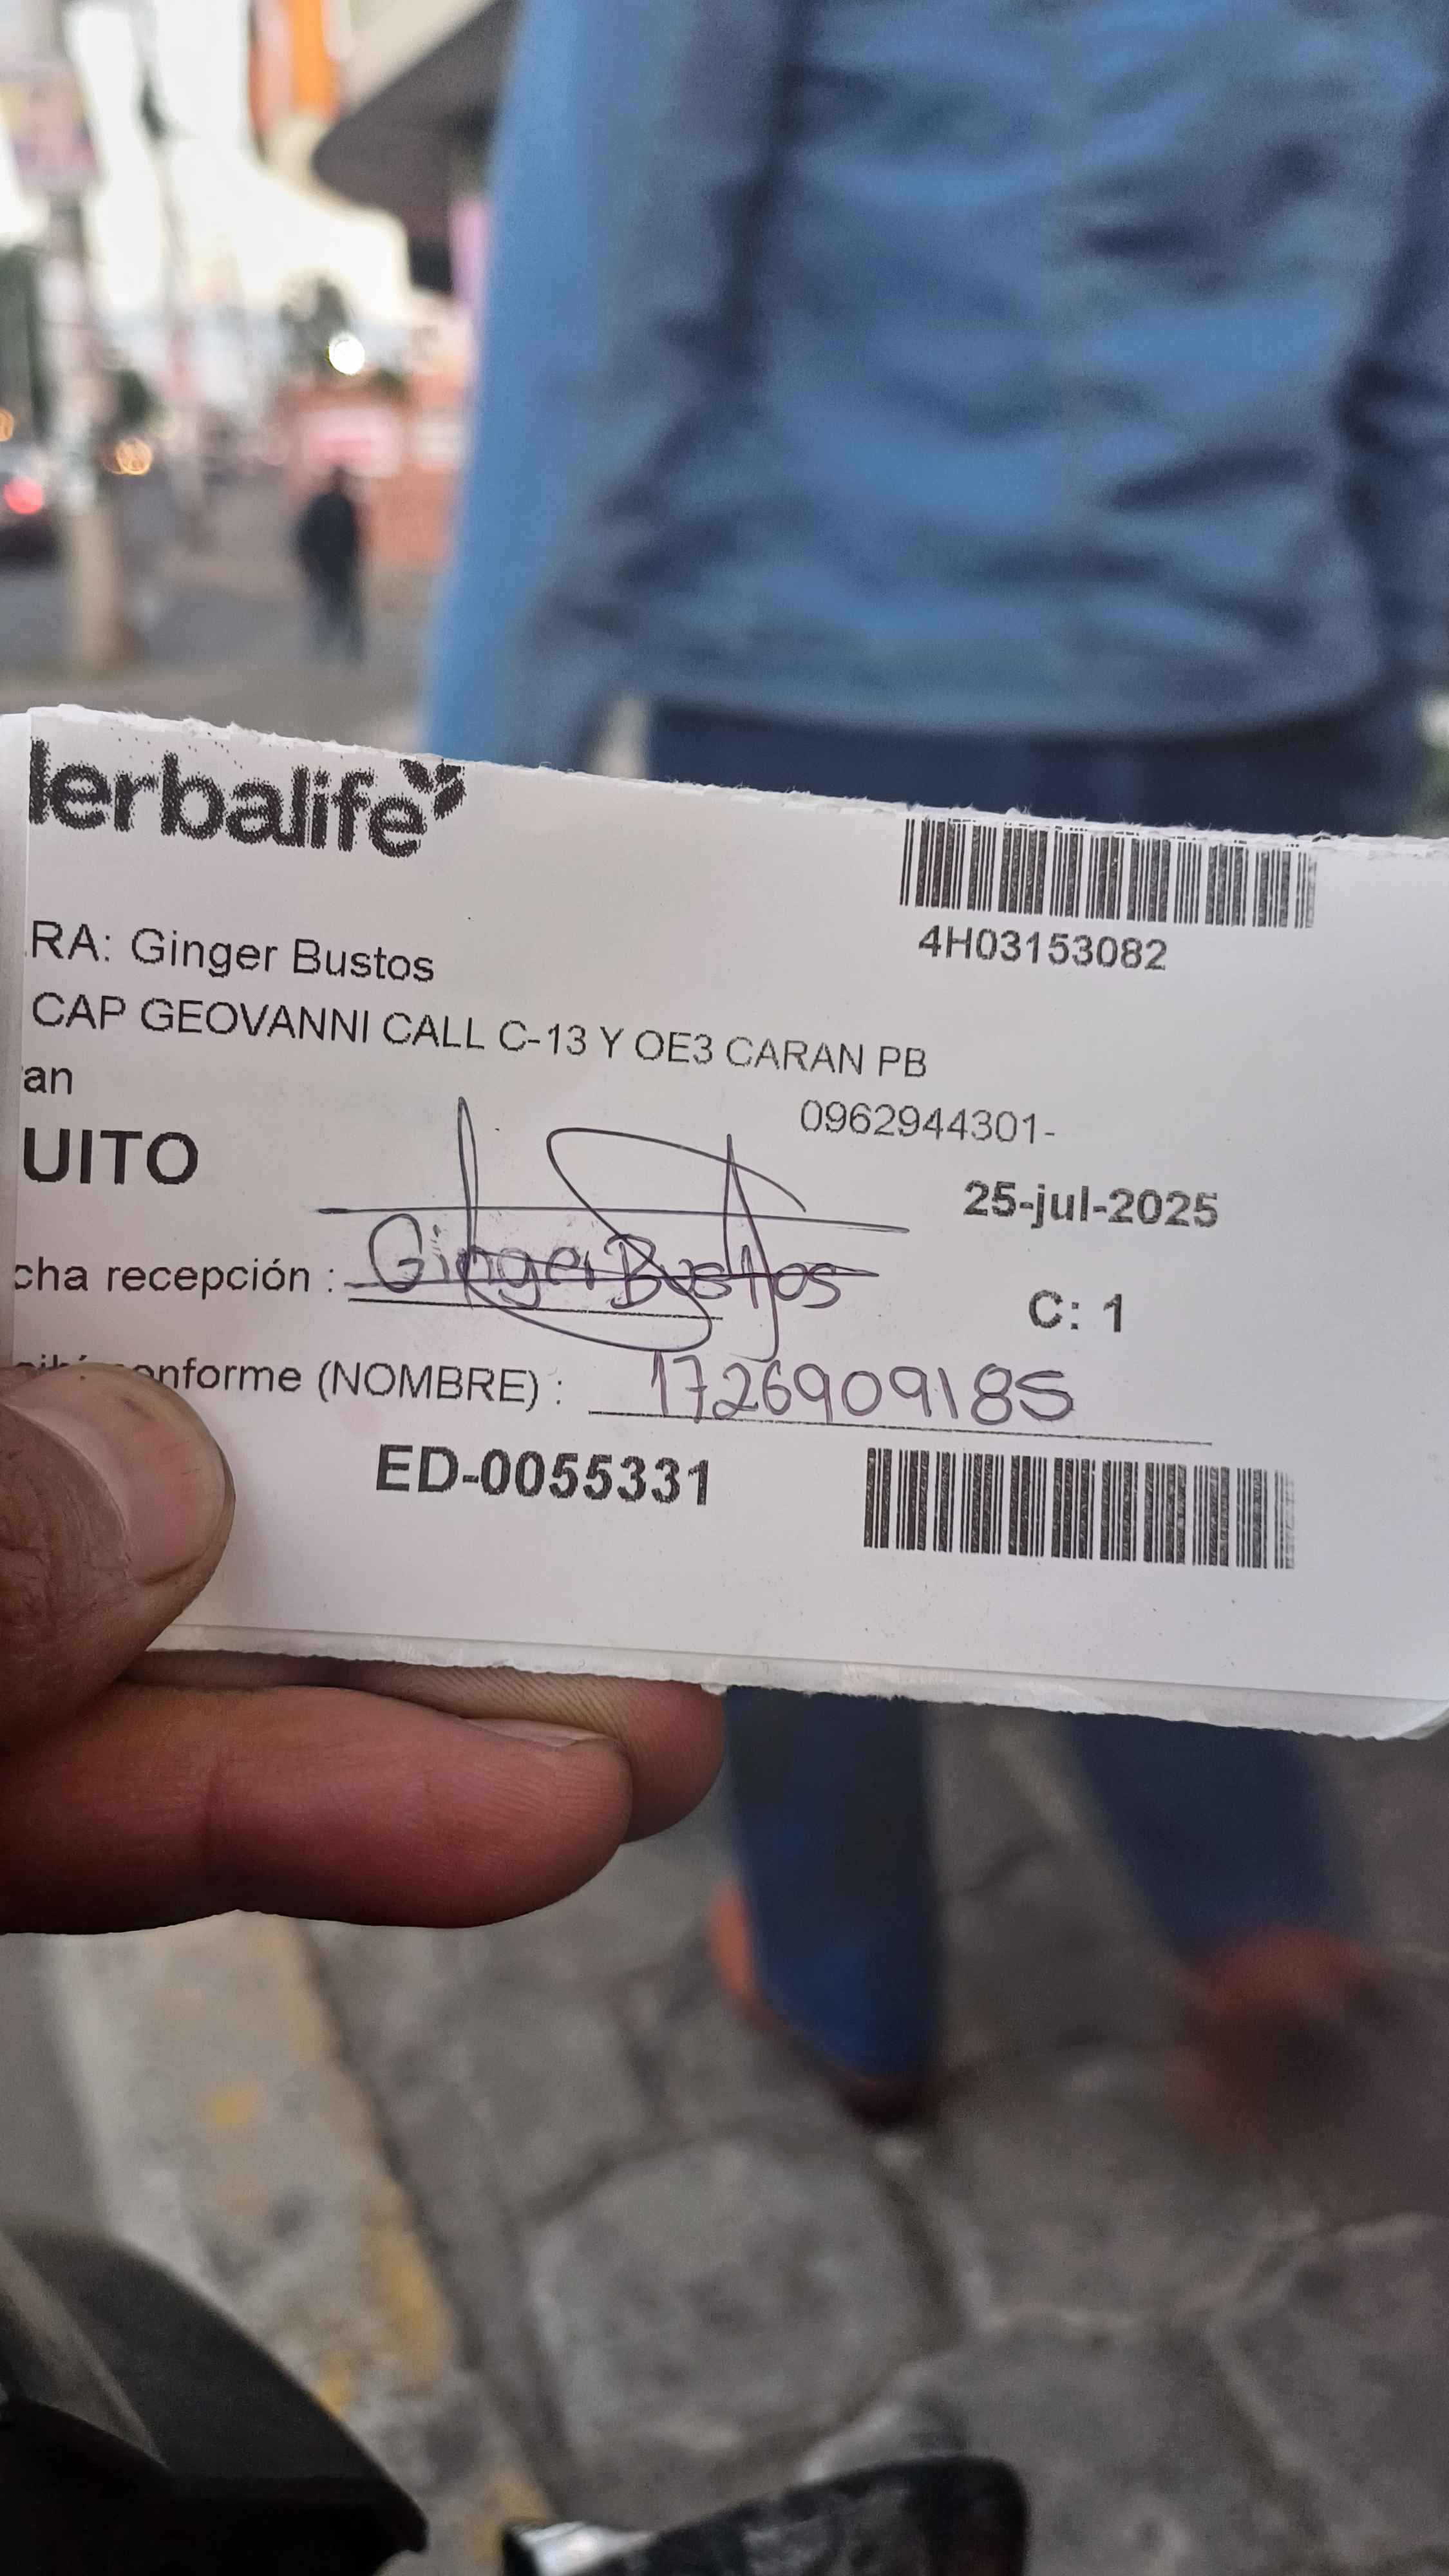 lerbalife
4H03153082
RA: Ginger Bustos
CAP GEOVANNI CALL C-13 Y OE3 CARAN PB
an
0962944301-
UITO
25-jul-2025
cha recepción : Ginger Bustos
C: 1
onforme (NOMBRE) : 1726909185
ED-0055331